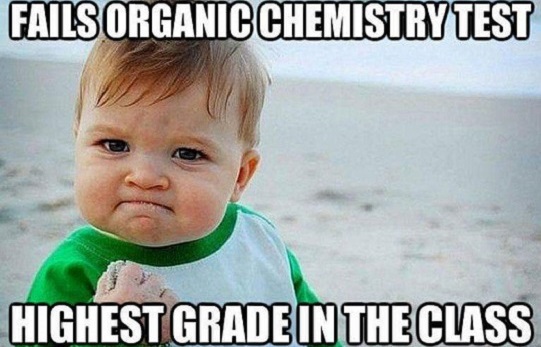 FAILS ORGANIC CHEMISTRY TEST
HIGHEST GRADE IN THE CLASS